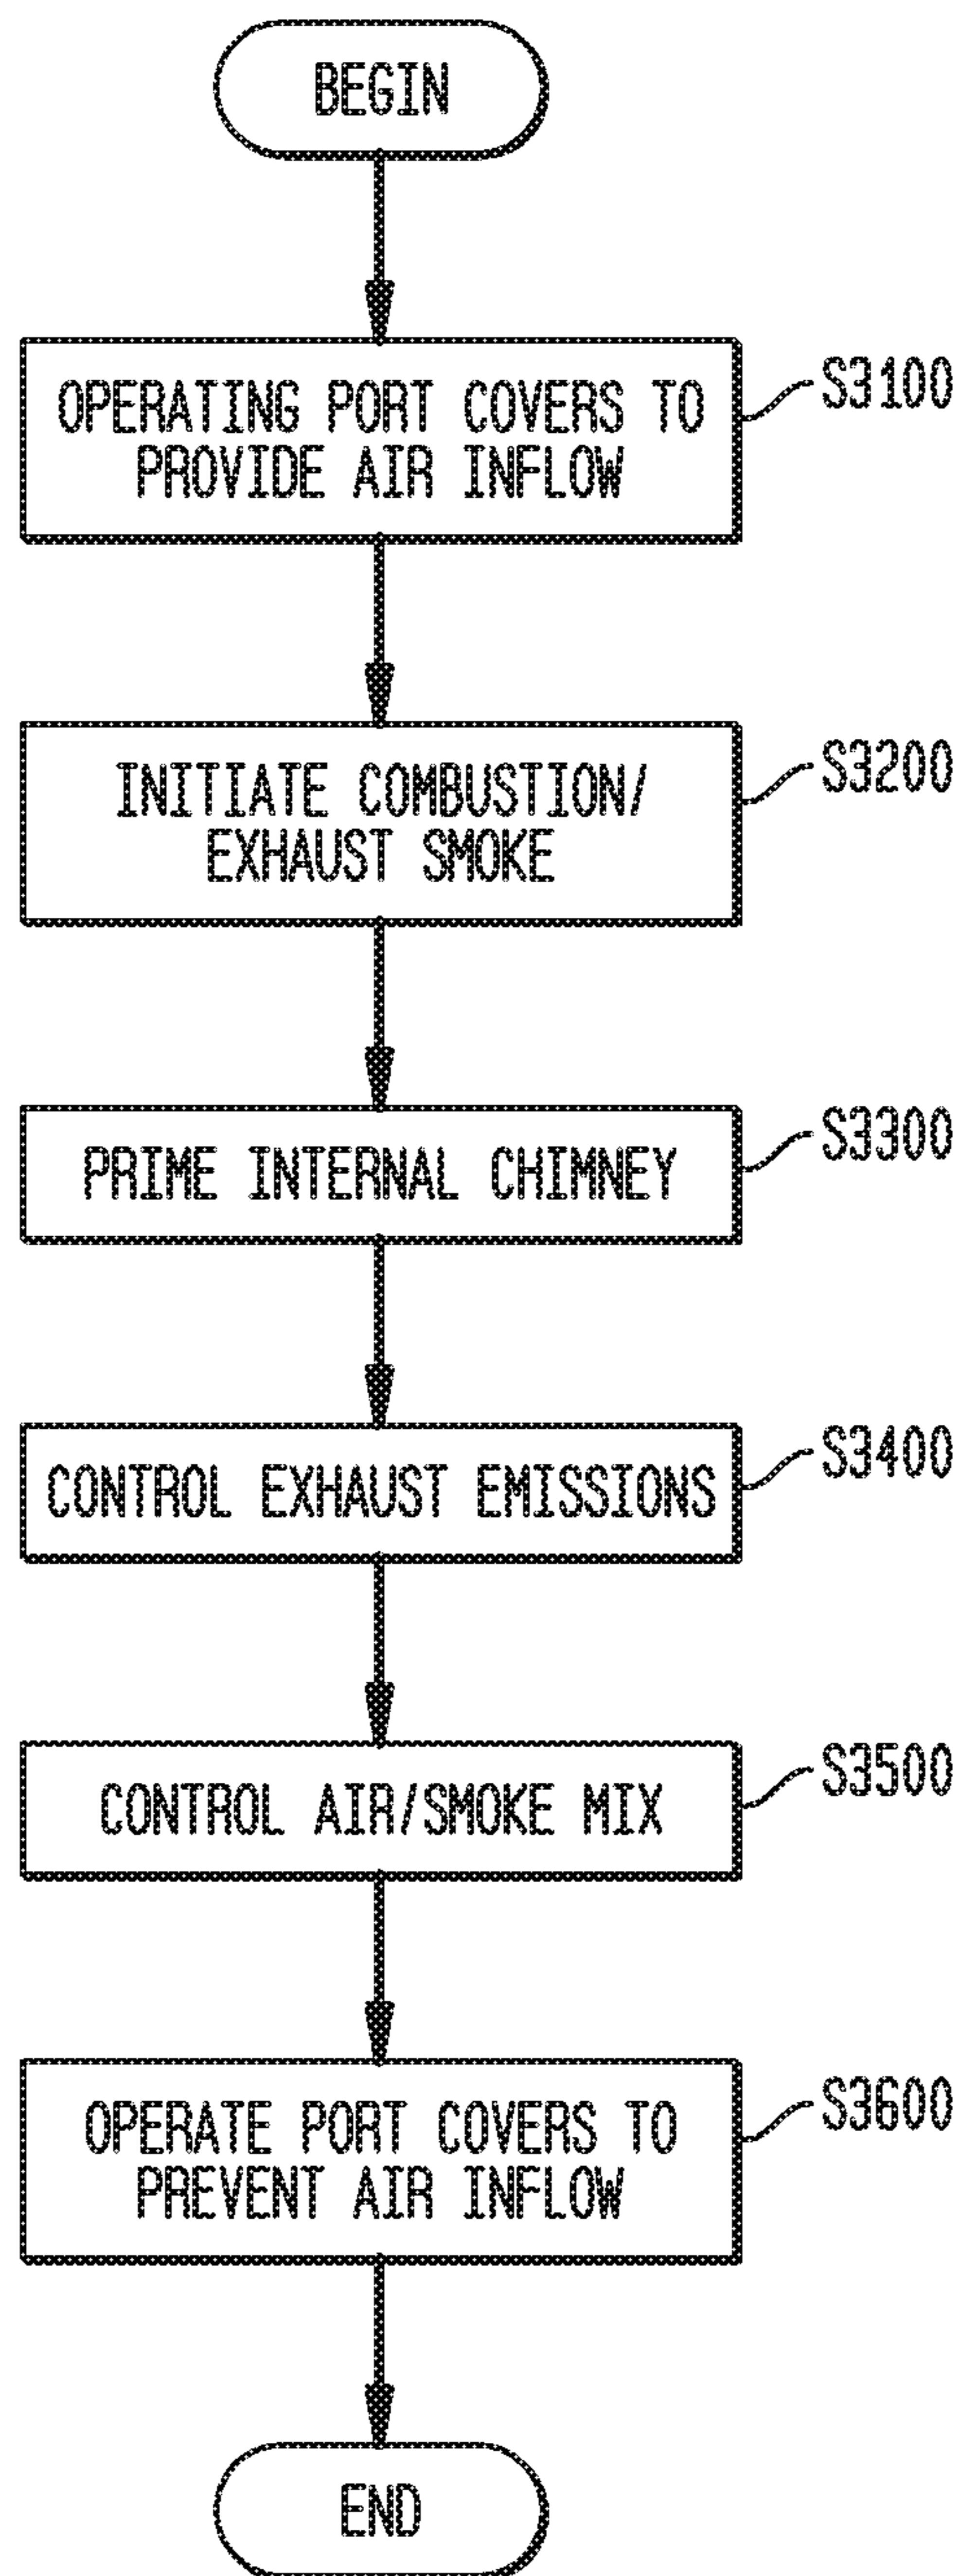 BEGIN
OPERATING PORT COVERS TO
PROVIDE AIR INFLOW
S3100
INITIATE COMBUSTION/
EXHAUST SMOKE
S3200
PRIME INTERNAL CHIMNEY
S3300
CONTROL EXHAUST EMISSIONS
S3400
CONTROL AIR/SMOKE MIX
S3500
OPERATE PORT COVERS TO
PREVENT AIR INFLOW
S3600
END